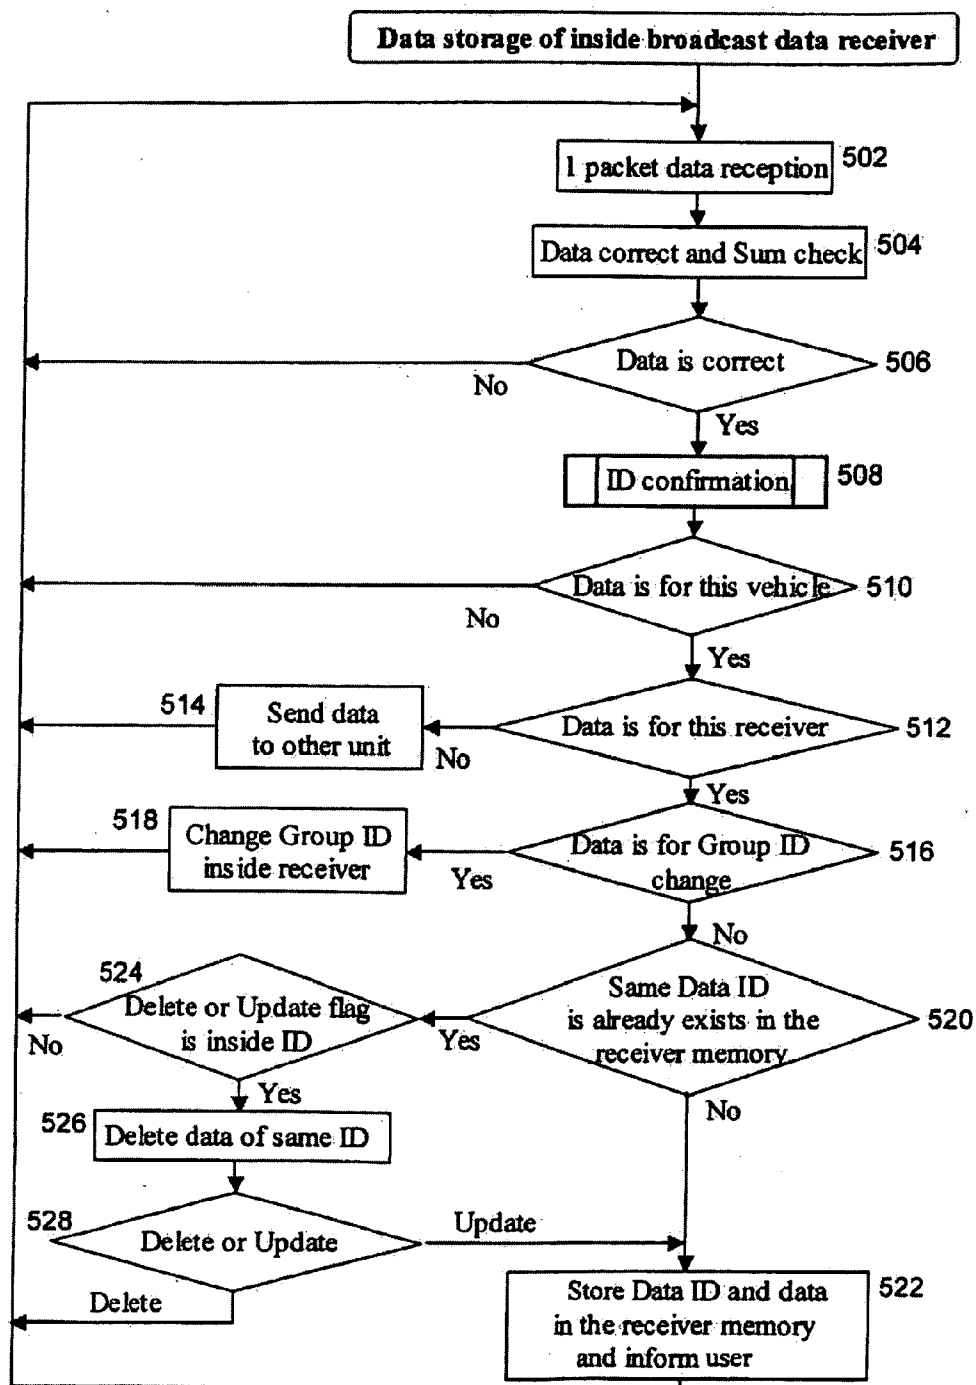 Data storage of inside broadcast data receiver
1 packet data reception
502
Data correct and Sum check
504
Data is correct
506
No
Yes
ID confirmation
508
Data is for this vehicle
510
No
Yes
514
Send data
to other unit
Data is for this receiver
512
No
Yes
518
Change Group ID
inside receiver
Data is for Group ID
change
516
Yes
No
524
Delete or Update flag
is inside ID
Same Data ID
is already exists in the
receiver memory
520
No
Yes
Yes
No
526
Delete data of same ID
528
Delete or Update
Update
Delete
Store Data ID and data
in the receiver memory
and inform user
522